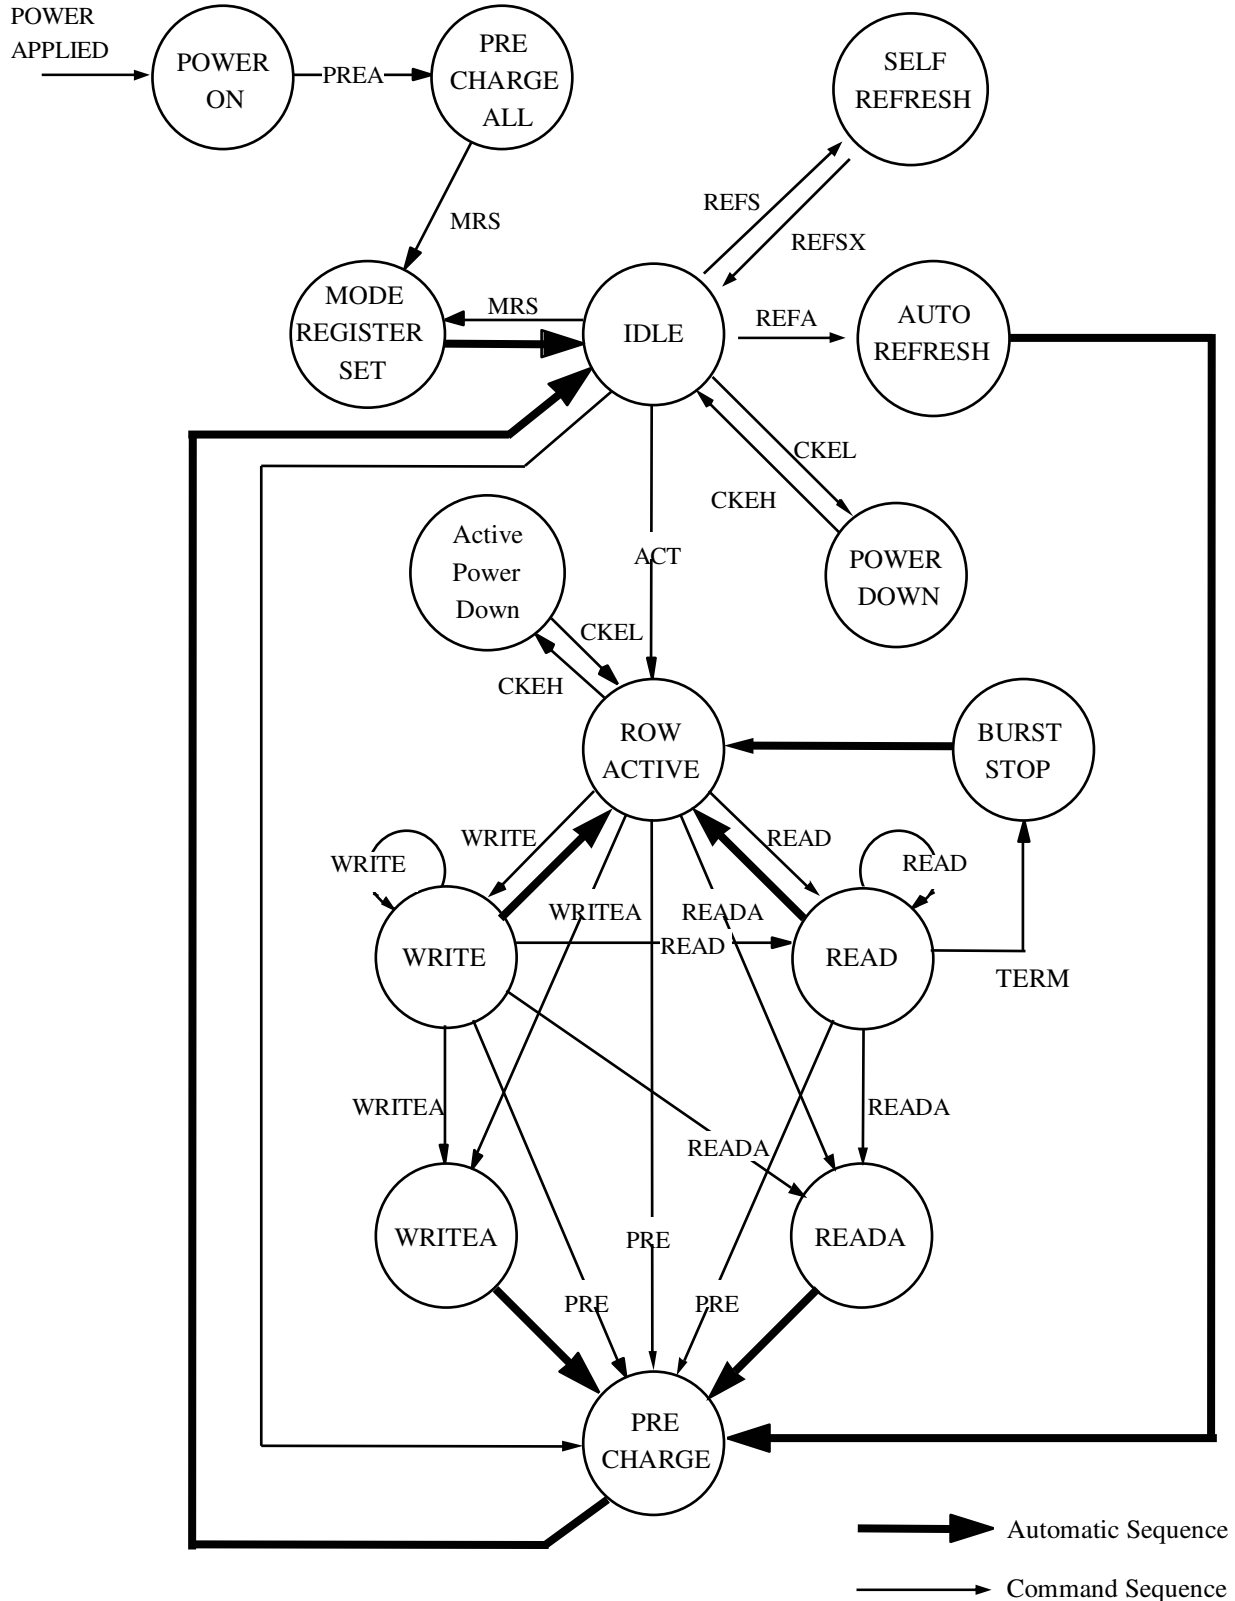 POWER
APPLIED
POWER
ON
PREA
PRE
CHARGE
ALL
SELF
REFRESH
MRS
REFS
REFSX
MODE
REGISTER
SET
MRS
IDLE
REFA
AUTO
REFRESH
CKEL
CKEH
Active
Power
Down
ACT
POWER
DOWN
CKEL
CKEH
ROW
ACTIVE
BURST
STOP
WRITE
READ
WRITE
READ
WRITEA
READA
WRITE
READ
READ
TERM
WRITEA
READA
READA
WRITEA
PRE
READA
PRE
PRE
PRE
CHARGE
Automatic Sequence
Command Sequence